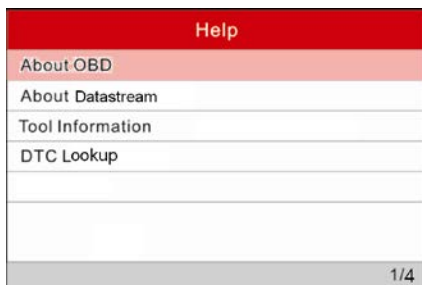 Help
About OBD
About Datastream
Tool Information
DTC Lookup
1/4